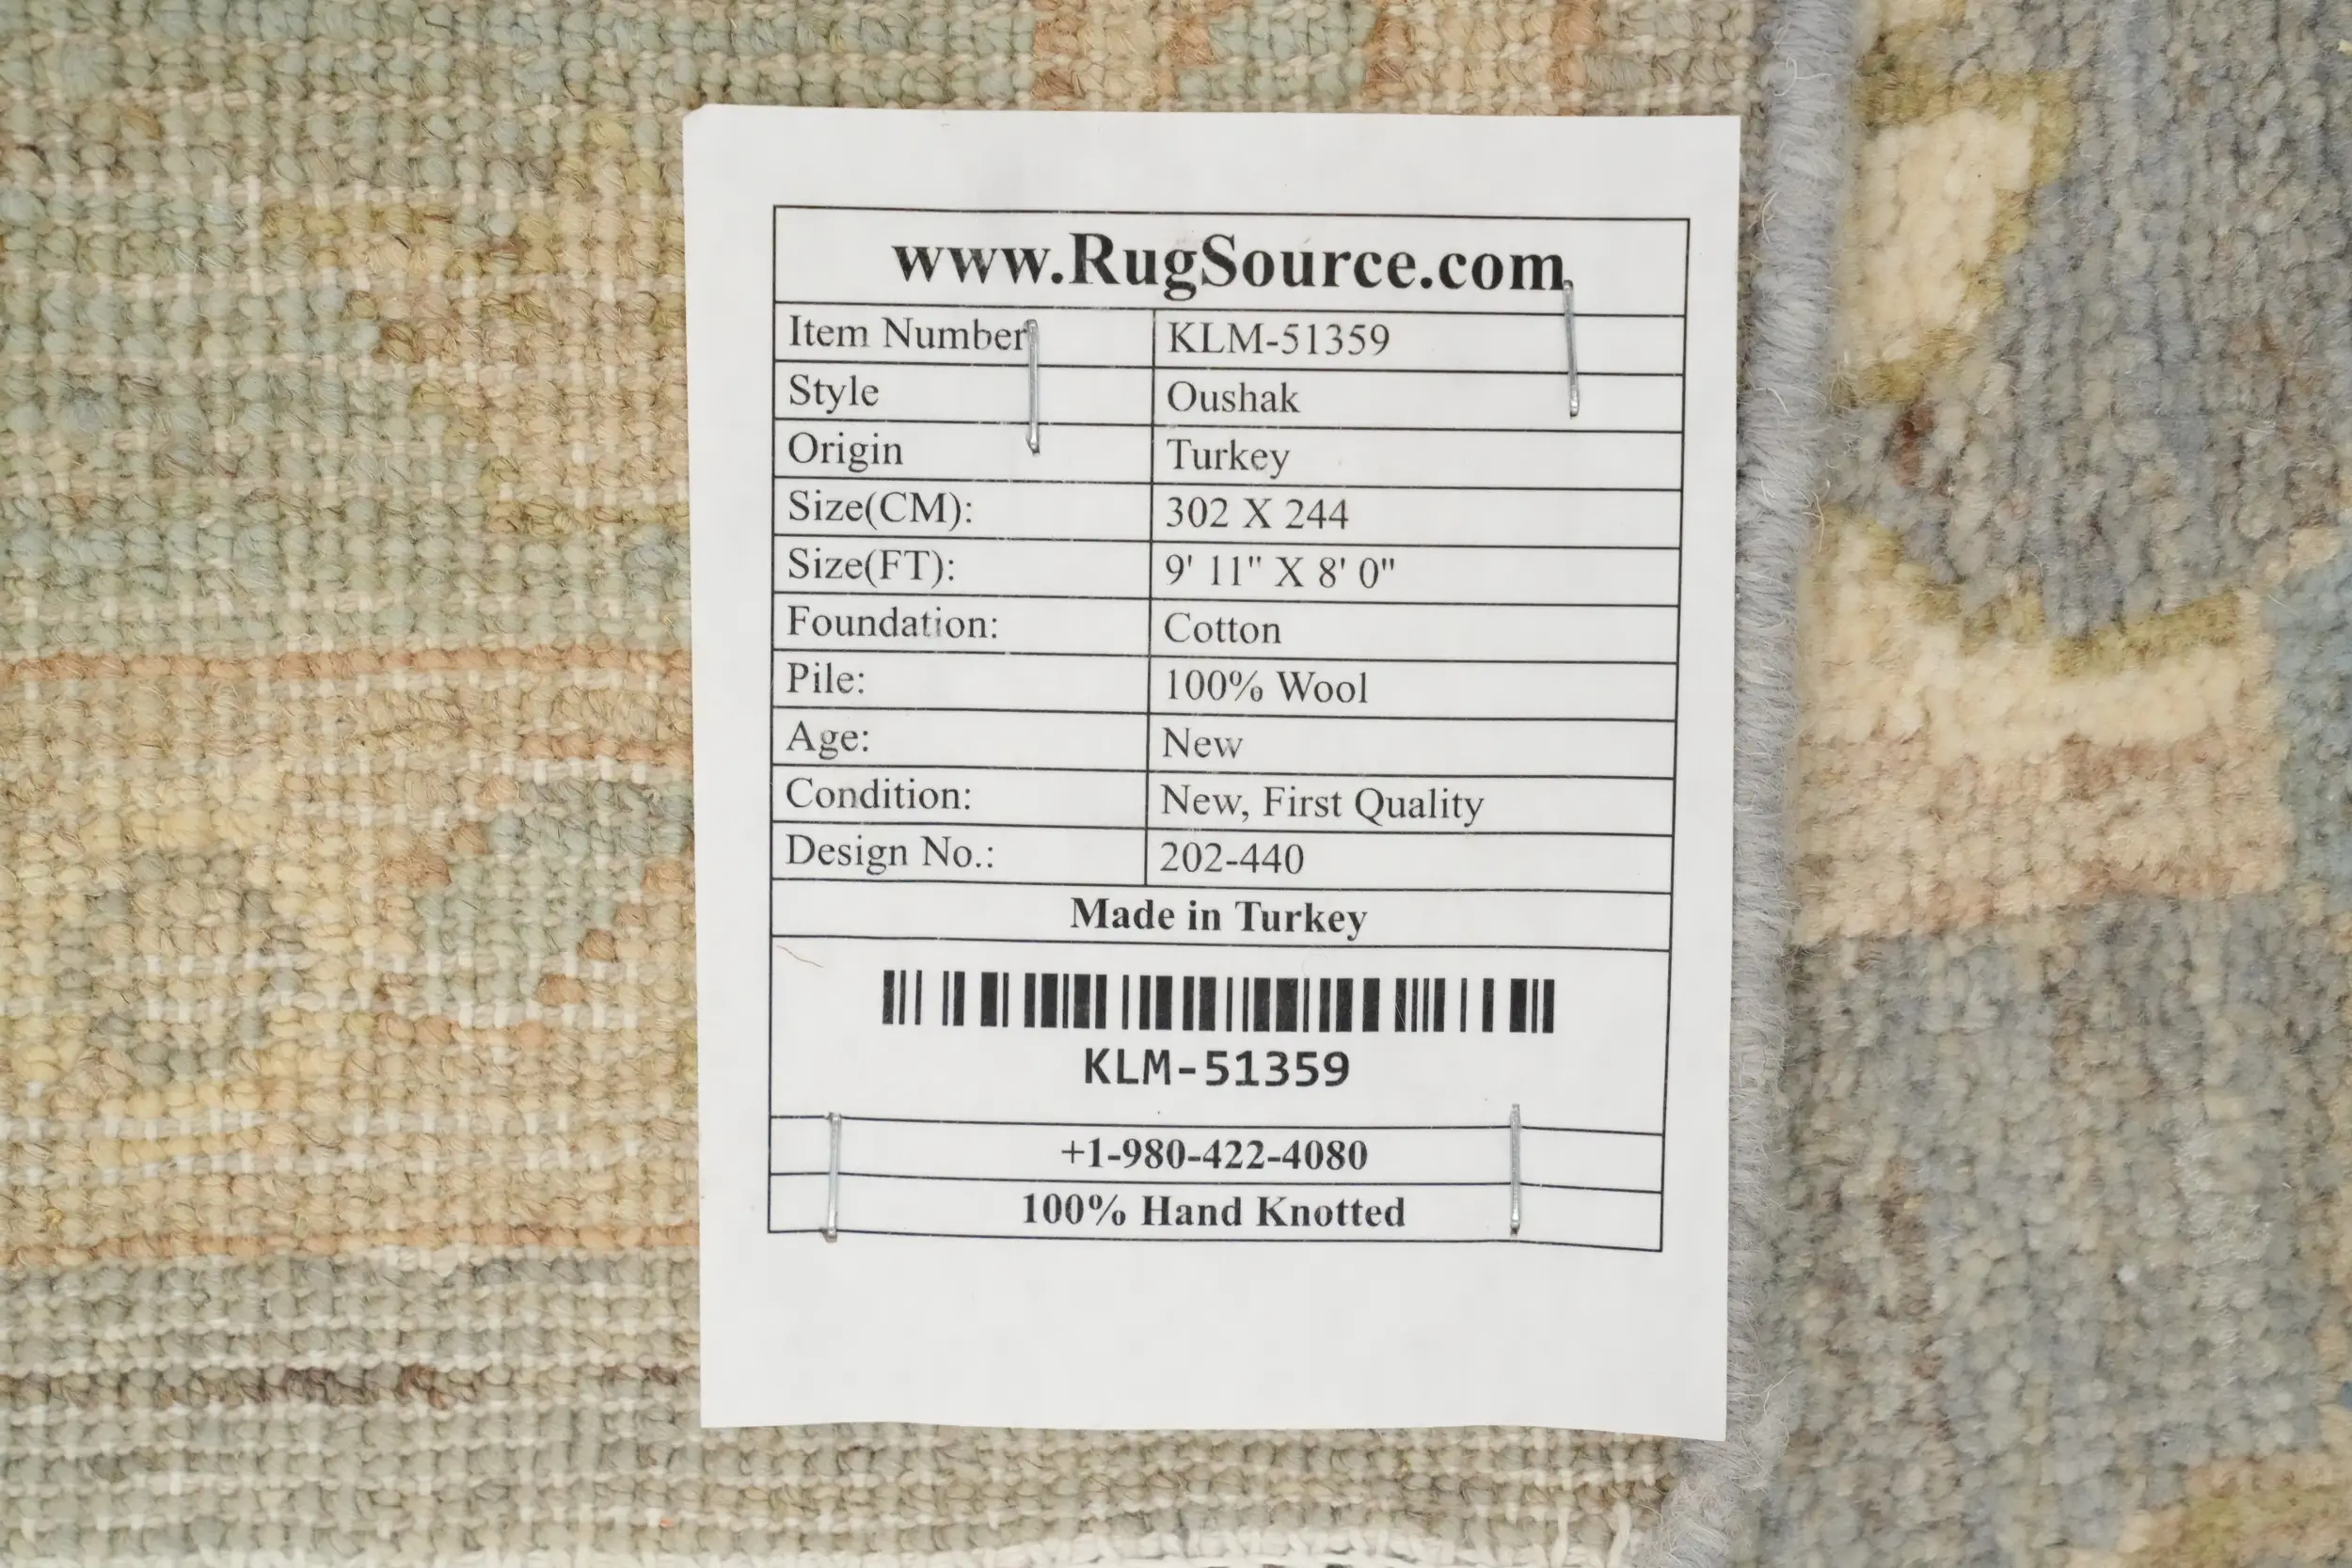 www.RugSource.com
Item Number KLM-51359
Style Oushak
Origin Turkey
Size(CM): 302 X 244
Size(FT): 9' 11" X 8' 0"
Foundation: Cotton
Pile: 100% Wool
Age: New
Condition: New, First Quality
Design No.: 202-440
Made in Turkey
KLM-51359
+1-980-422-4080
100% Hand Knotted